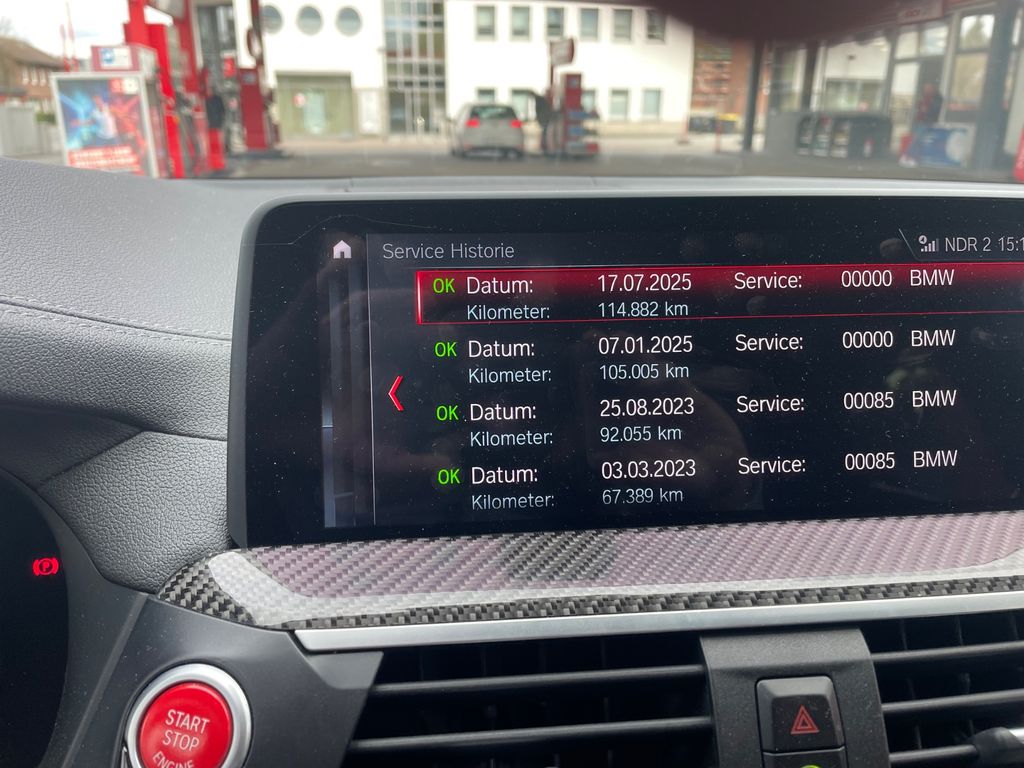 Service Historie
NDR 2 15:1
OK Datum: 17.07.2025 Service: 00000 BMW
Kilometer: 114.882 km
OK Datum: 07.01.2025 Service: 00000 BMW
Kilometer: 105.005 km
OK Datum: 25.08.2023 Service: 00085 BMW
Kilometer: 92.055 km
OK Datum: 03.03.2023 Service: 00085 BMW
Kilometer: 67.389 km
P
START
STOP
ENGINE